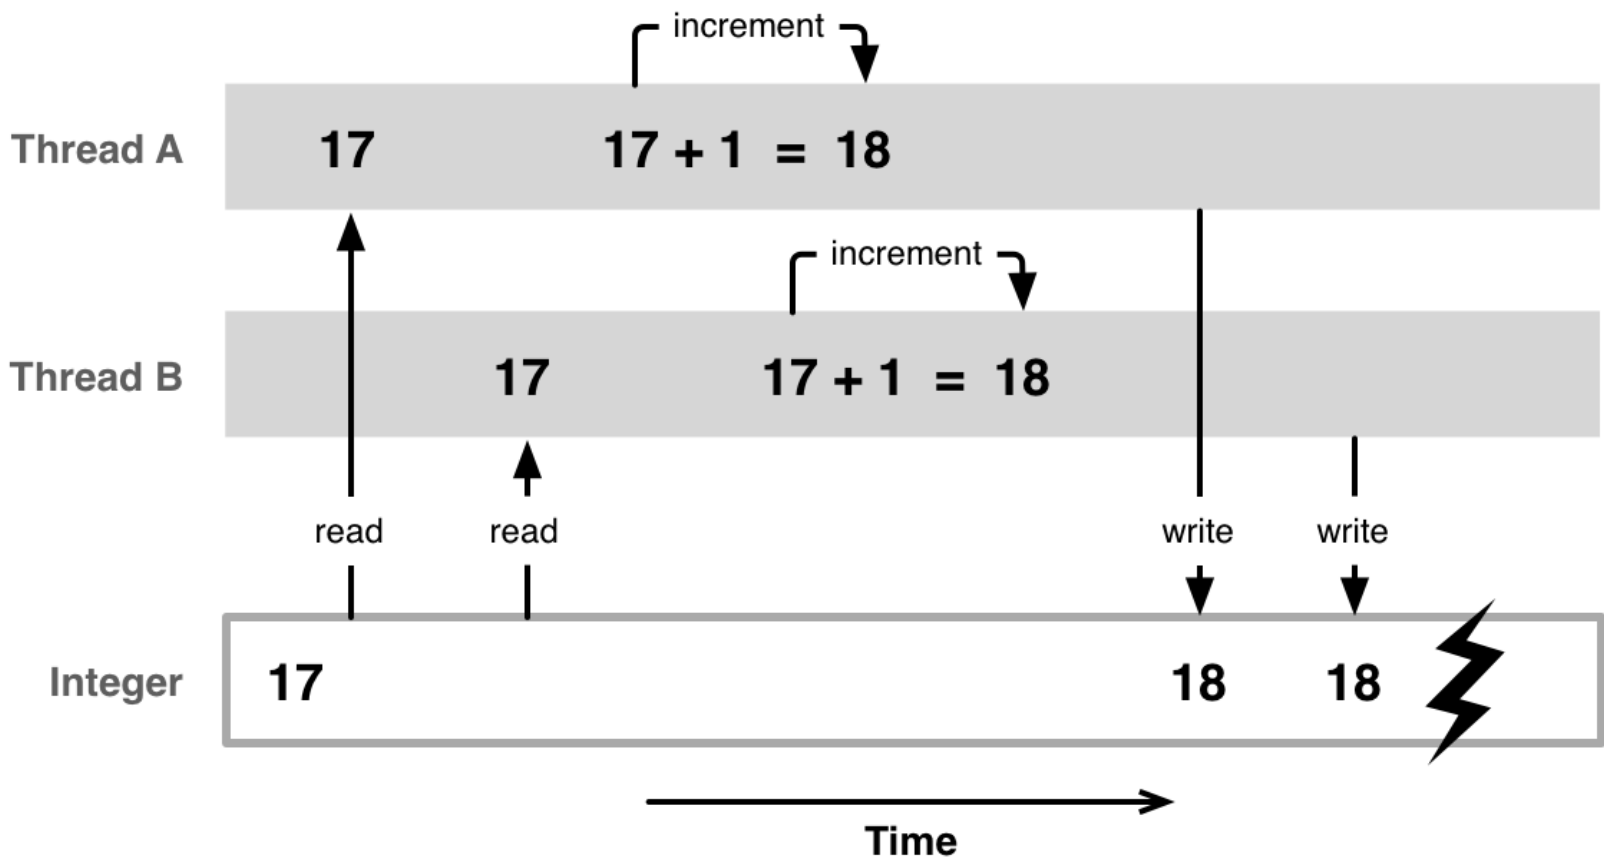 increment
Thread A 17 17 + 1 = 18
increment
Thread B 17 17 + 1 = 18
read read write write
Integer 17 18 18
Time